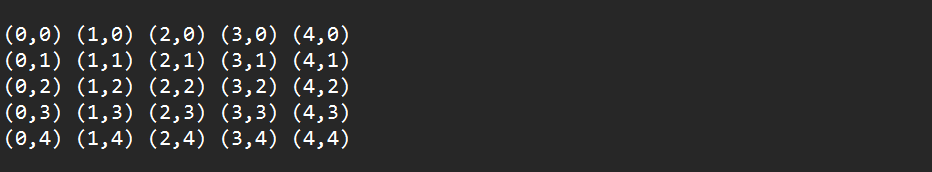 (0,0) (1,0) (2,0) (3,0) (4,0)
(0,1) (1,1) (2,1) (3,1) (4,1)
(0,2) (1,2) (2,2) (3,2) (4,2)
(0,3) (1,3) (2,3) (3,3) (4,3)
(0,4) (1,4) (2,4) (3,4) (4,4)